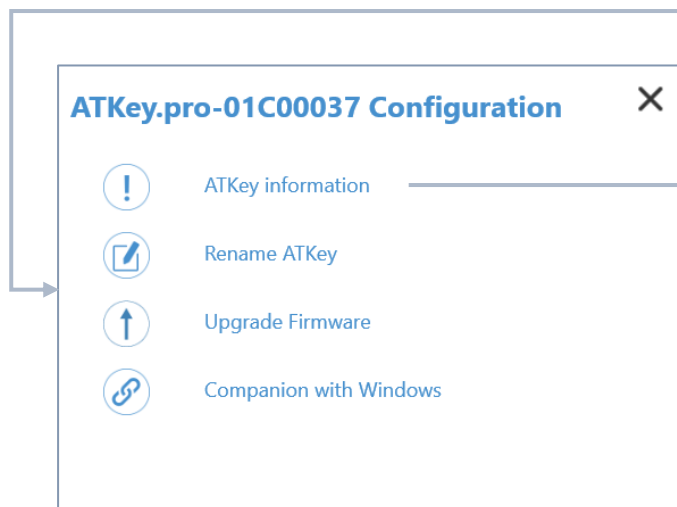 ATKey.pro-01C00037 Configuration
ATKey information
Rename ATKey
Upgrade Firmware
Companion with Windows